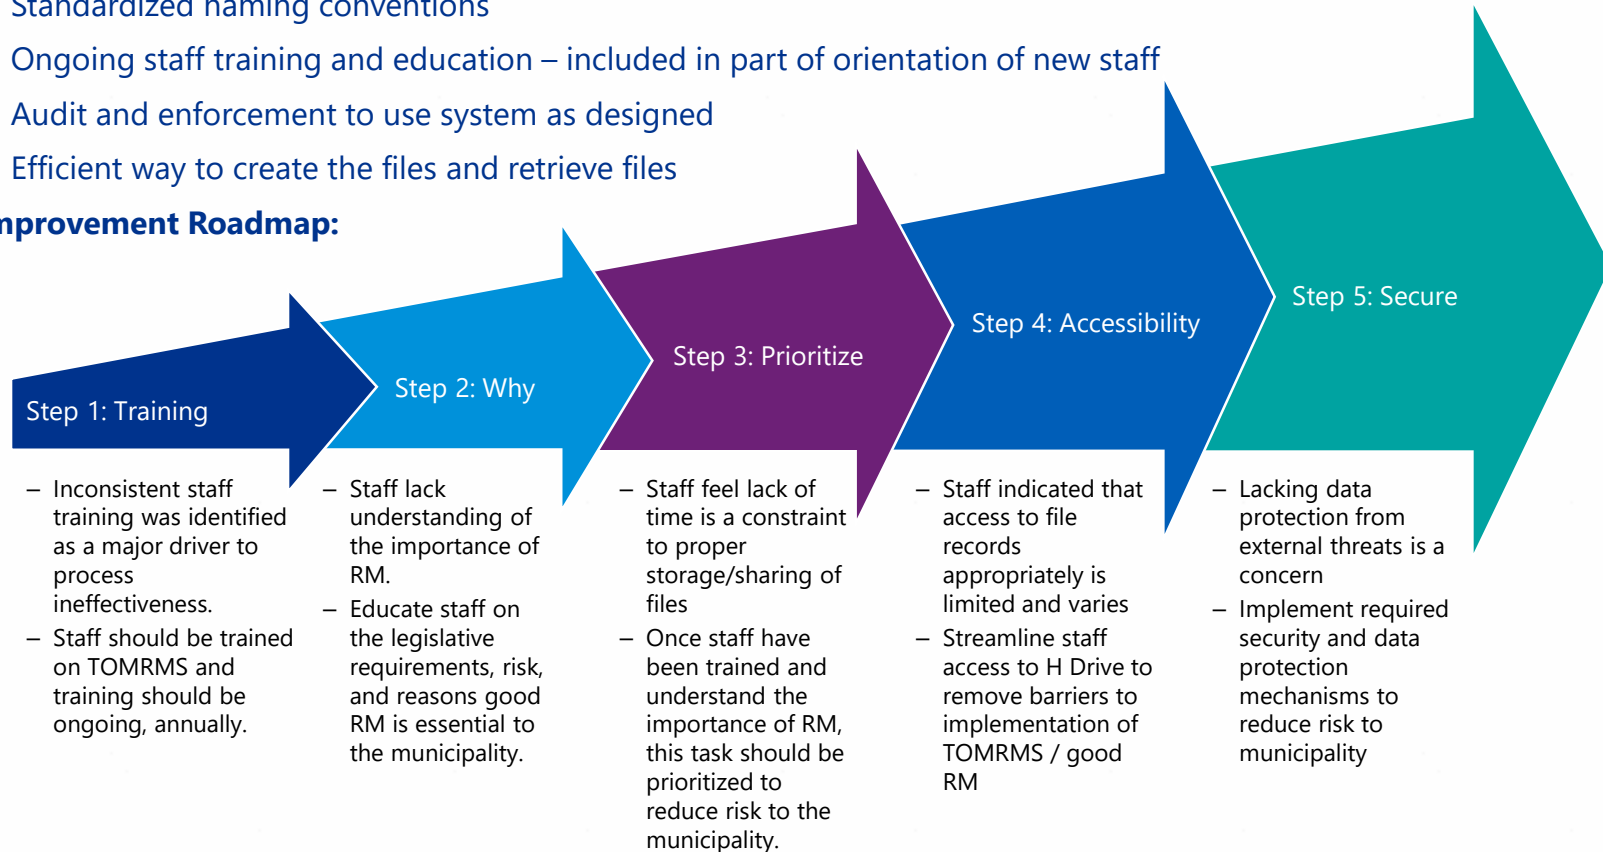 Standardized naming conventions
Ongoing staff training and education – included in part of orientation of new staff
Audit and enforcement to use system as designed
Efficient way to create the files and retrieve files
mprovement Roadmap:
Step 1: Training
Step 2: Why
Step 3: Prioritize
Step 4: Accessibility
Step 5: Secure
– Inconsistent staff
training was identified
as a major driver to
process
ineffectiveness.
– Staff should be trained
on TOMRMS and
training should be
ongoing, annually.
– Staff lack
understanding of
the importance of
RM.
– Educate staff on
the legislative
requirements, risk,
and reasons good
RM is essential to
the municipality.
– Staff feel lack of
time is a constraint
to proper
storage/sharing of
files
– Once staff have
been trained and
understand the
importance of RM,
this task should be
prioritized to
reduce risk to the
municipality.
– Staff indicated that
access to file
records
appropriately is
limited and varies
– Streamline staff
access to H Drive to
remove barriers to
implementation of
TOMRMS / good
RM
– Lacking data
protection from
external threats is a
concern
– Implement required
security and data
protection
mechanisms to
reduce risk to
municipality